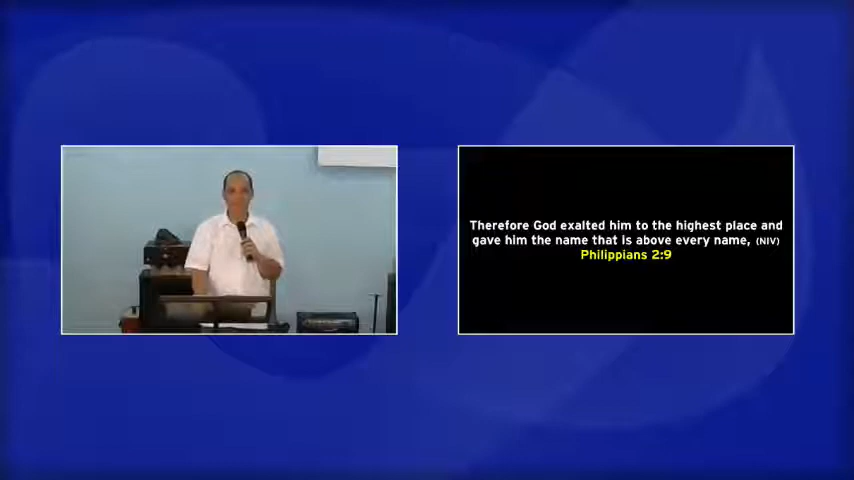 Therefore God exalted him to the highest place and
gave him the name that is above every name, (NIV)
Philippians 2:9